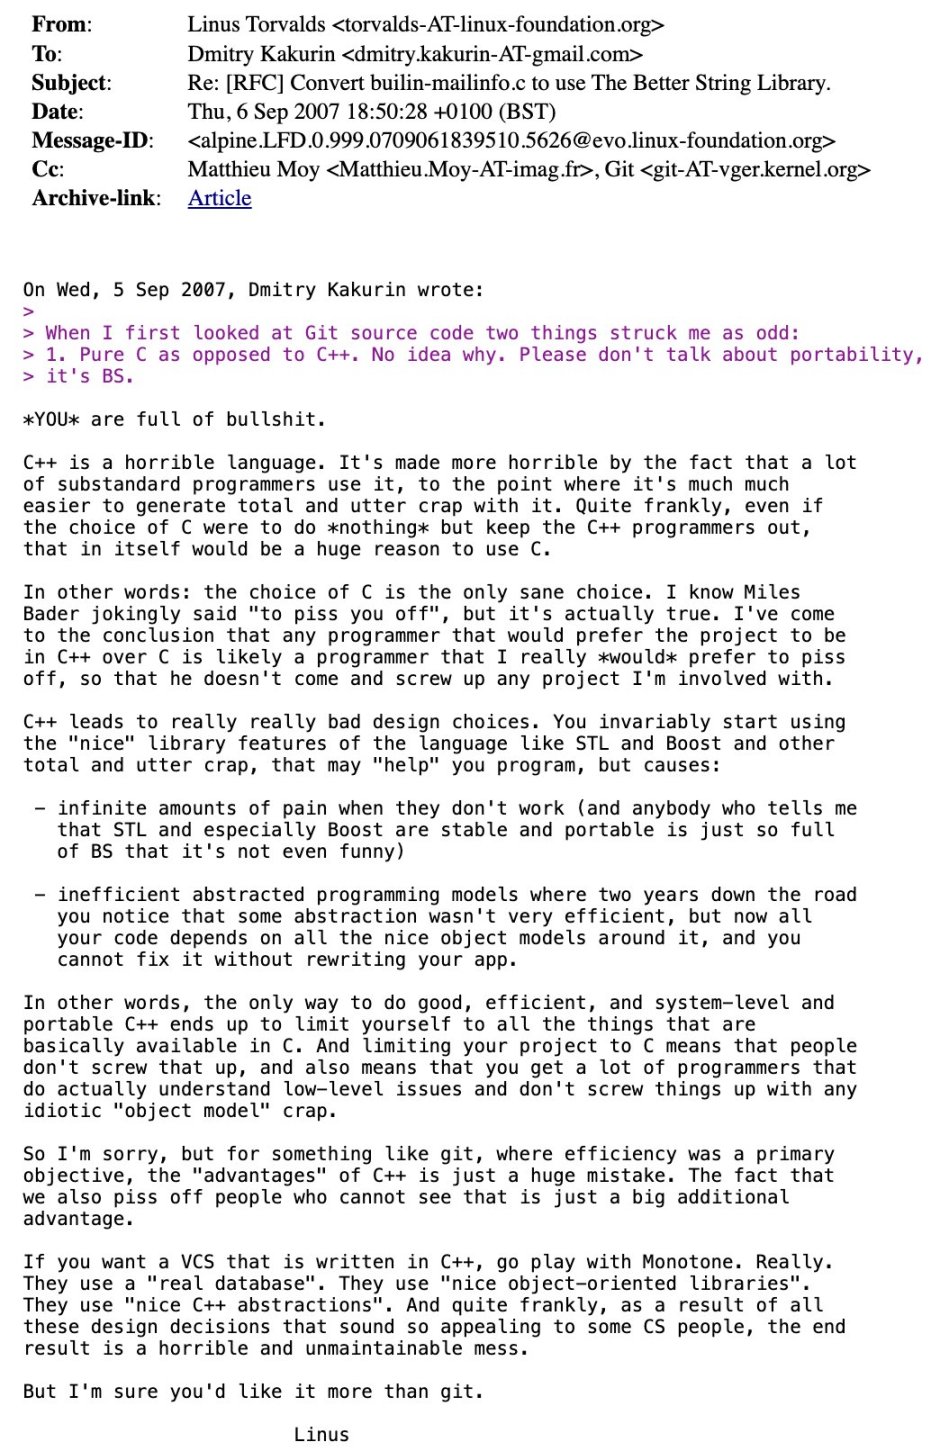 From: Linus Torvalds <torvalds-AT-linux-foundation.org>
To: Dmitry Kakurin <dmitry.kakurin-AT-gmail.com>
Subject: Re: [RFC] Convert builin-mailinfo.c to use The Better String Library.
Date: Thu, 6 Sep 2007 18:50:28 +0100 (BST)
Message-ID: <alpine.LFD.0.999.0709061839510.5626@evo.linux-foundation.org>
Cc: Matthieu Moy <Matthieu.Moy-AT-imag.fr>, Git <git-AT-vger.kernel.org>
Archive-link: Article
On Wed, 5 Sep 2007, Dmitry Kakurin wrote:
>
> When I first looked at Git source code two things struck me as odd:
> 1. Pure C as opposed to C++. No idea why. Please don't talk about portability,
> it's BS.
*YOU* are full of bullshit.
C++ is a horrible language. It's made more horrible by the fact that a lot
of substandard programmers use it, to the point where it's much much
easier to generate total and utter crap with it. Quite frankly, even if
the choice of C were to do *nothing* but keep the C++ programmers out,
that in itself would be a huge reason to use C.
In other words: the choice of C is the only sane choice. I know Miles
Bader jokingly said "to piss you off", but it's actually true. I've come
to the conclusion that any programmer that would prefer the project to be
in C++ over C is likely a programmer that I really *would* prefer to piss
off, so that he doesn't come and screw up any project I'm involved with.
C++ leads to really really bad design choices. You invariably start using
the "nice" library features of the language like STL and Boost and other
total and utter crap, that may "help" you program, but causes:
- infinite amounts of pain when they don't work (and anybody who tells me
that STL and especially Boost are stable and portable is just so full
of BS that it's not even funny)
- inefficient abstracted programming models where two years down the road
you notice that some abstraction wasn't very efficient, but now all
your code depends on all the nice object models around it, and you
cannot fix it without rewriting your app.
In other words, the only way to do good, efficient, and system-level and
portable C++ ends up to limit yourself to all the things that are
basically available in C. And limiting your project to C means that people
don't screw that up, and also means that you get a lot of programmers that
do actually understand low-level issues and don't screw things up with any
idiotic "object model" crap.
So I'm sorry, but for something like git, where efficiency was a primary
objective, the "advantages" of C++ is just a huge mistake. The fact that
we also piss off people who cannot see that is just a big additional
advantage.
If you want a VCS that is written in C++, go play with Monotone. Really.
They use a "real database". They use "nice object-oriented libraries".
They use "nice C++ abstractions". And quite frankly, as a result of all
these design decisions that sound so appealing to some CS people, the end
result is a horrible and unmaintainable mess.
But I'm sure you'd like it more than git.
Linus